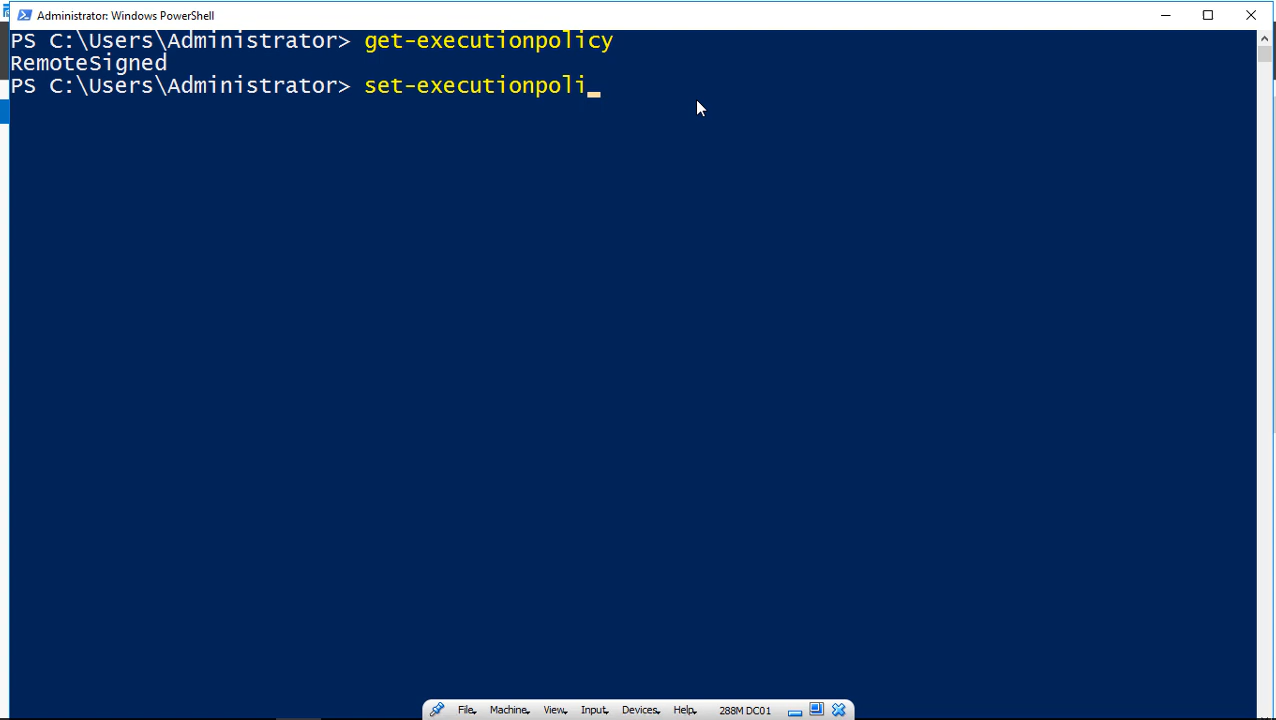 Administrator: Windows PowerShell
PS C:\Users\Administrator> get-executionpolicy
RemoteSigned
PS C:\Users\Administrator> set-executionpoli_
File Machine View Input Devices Help 288M DC01